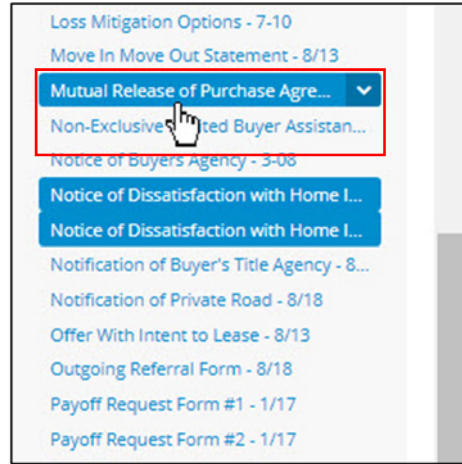 Loss Mitigation Options - 7-10
Move In Move Out Statement - 8/13
Mutual Release of Purchase Agre...
Non-Exclusive ted Buyer Assistan...
Notice of Buyers Agency - 3-08
Notice of Dissatisfaction with Home I...
Notice of Dissatisfaction with Home I...
Notification of Buyer's Title Agency - 8...
Notification of Private Road - 8/18
Offer With Intent to Lease - 8/13
Outgoing Referral Form - 8/18
Payoff Request Form #1 - 1/17
Payoff Request Form #2 - 1/17